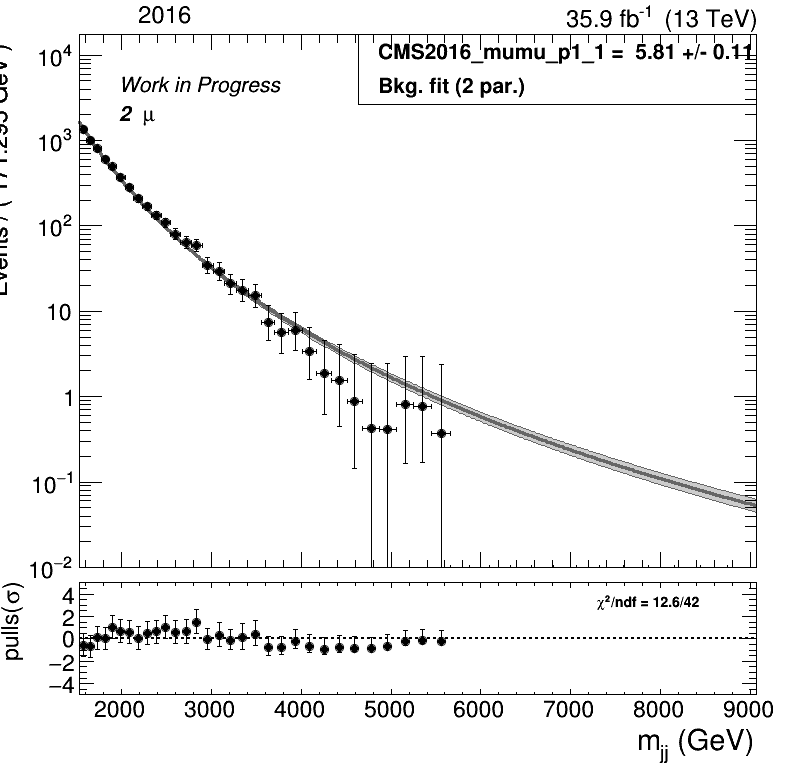 2016
35.9 fb⁻¹ (13 TeV)
CMS2016_mumu_p1_1 = 5.81 +/- 0.11
Bkg. fit (2 par.)
Work in Progress
2 μ
10⁴
10³
10²
10
1
10⁻¹
10⁻²
χ²/ndf = 12.6/42
pulls(σ)
4
2
0
−2
−4
2000 3000 4000 5000 6000 7000 8000 9000
m_jj (GeV)